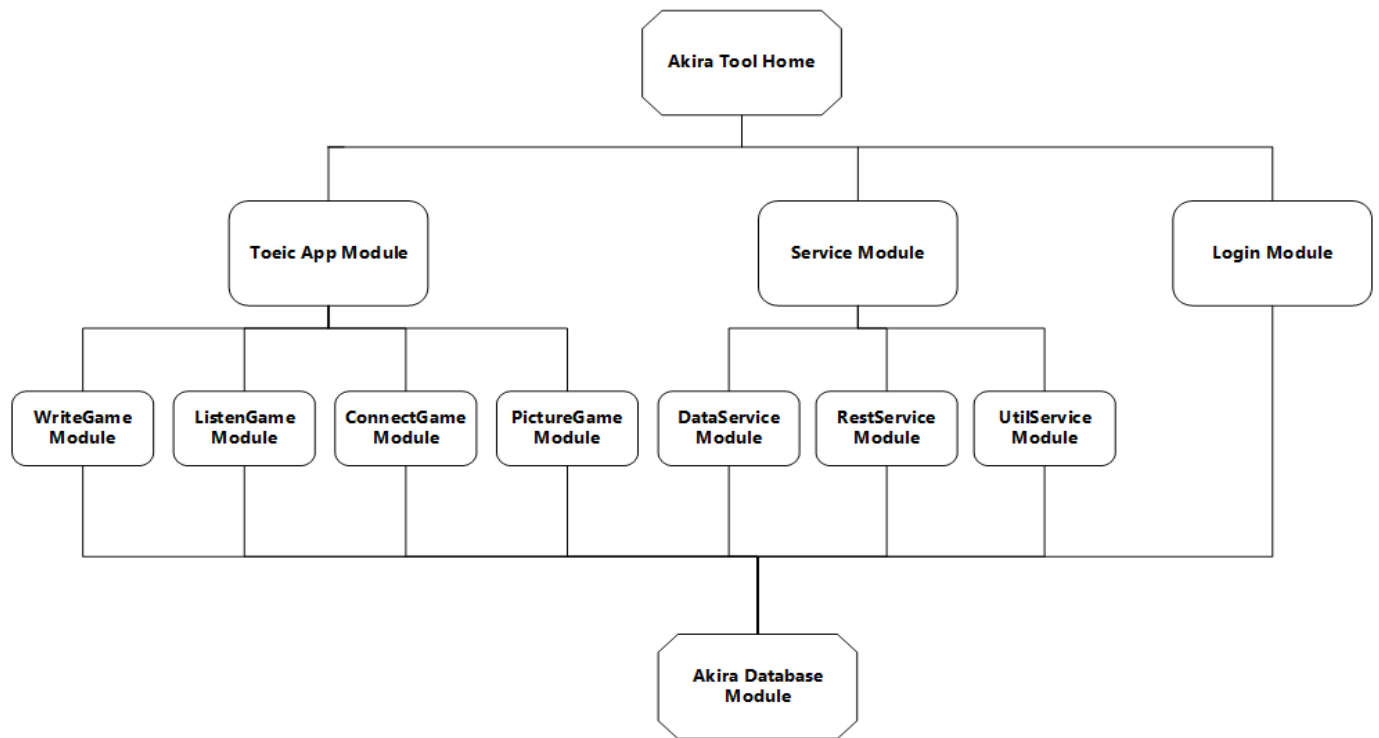 Akira Tool Home
Toeic App Module
Service Module
Login Module
WriteGame
Module
ListenGame
Module
ConnectGame
Module
PictureGame
Module
DataService
Module
RestService
Module
UtilService
Module
Akira Database
Module